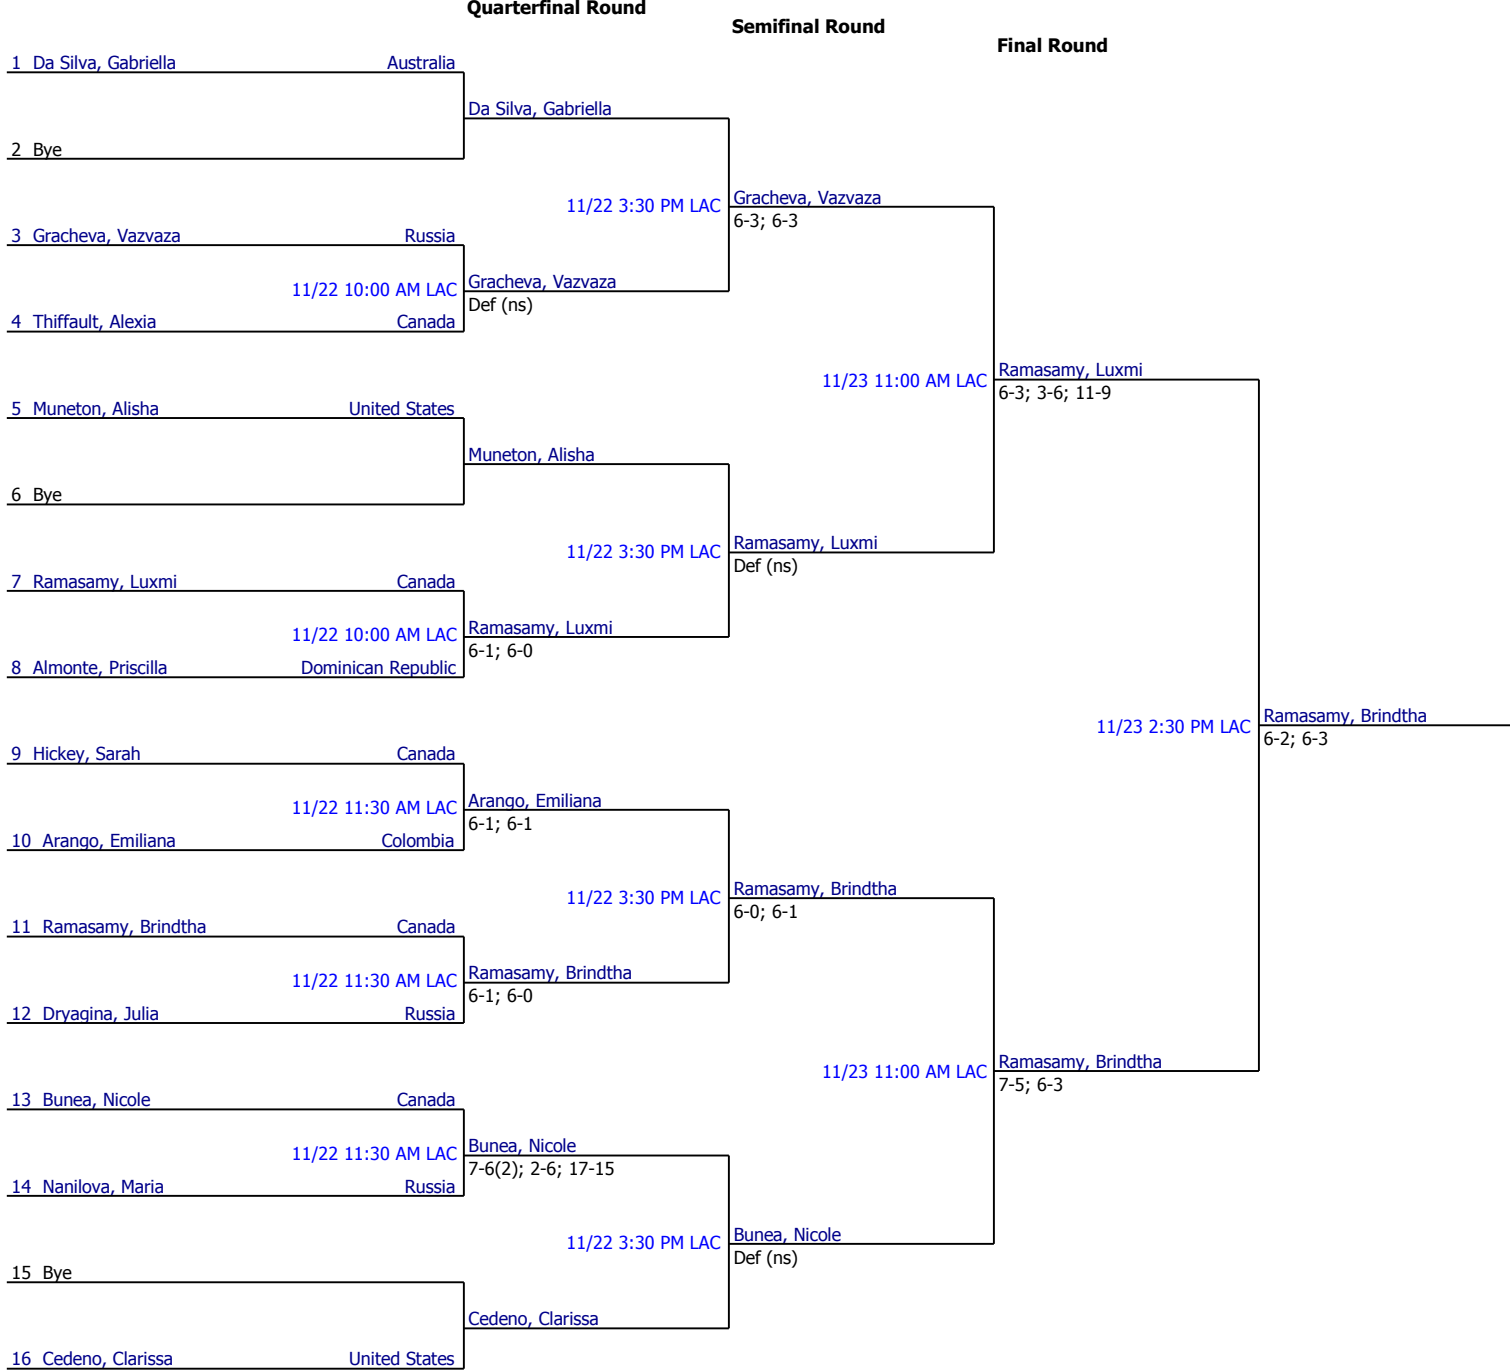 Quarterfinal Round
Semifinal Round
Final Round
1 Da Silva, Gabriella Australia
Da Silva, Gabriella
2 Bye
11/22 3:30 PM LAC Gracheva, Vazvaza
6-3; 6-3
3 Gracheva, Vazvaza Russia
11/22 10:00 AM LAC Gracheva, Vazvaza
Def (ns)
4 Thiffault, Alexia Canada
11/23 11:00 AM LAC Ramasamy, Luxmi
6-3; 3-6; 11-9
5 Muneton, Alisha United States
Muneton, Alisha
6 Bye
11/22 3:30 PM LAC Ramasamy, Luxmi
Def (ns)
7 Ramasamy, Luxmi Canada
11/22 10:00 AM LAC Ramasamy, Luxmi
6-1; 6-0
8 Almonte, Priscilla Dominican Republic
11/23 2:30 PM LAC Ramasamy, Brindtha
6-2; 6-3
9 Hickey, Sarah Canada
11/22 11:30 AM LAC Arango, Emiliana
6-1; 6-1
10 Arango, Emiliana Colombia
11/22 3:30 PM LAC Ramasamy, Brindtha
6-0; 6-1
11 Ramasamy, Brindtha Canada
11/22 11:30 AM LAC Ramasamy, Brindtha
6-1; 6-0
12 Dryagina, Julia Russia
11/23 11:00 AM LAC Ramasamy, Brindtha
7-5; 6-3
13 Bunea, Nicole Canada
11/22 11:30 AM LAC Bunea, Nicole
7-6(2); 2-6; 17-15
14 Nanilova, Maria Russia
11/22 3:30 PM LAC Bunea, Nicole
Def (ns)
15 Bye
Cedeno, Clarissa
16 Cedeno, Clarissa United States